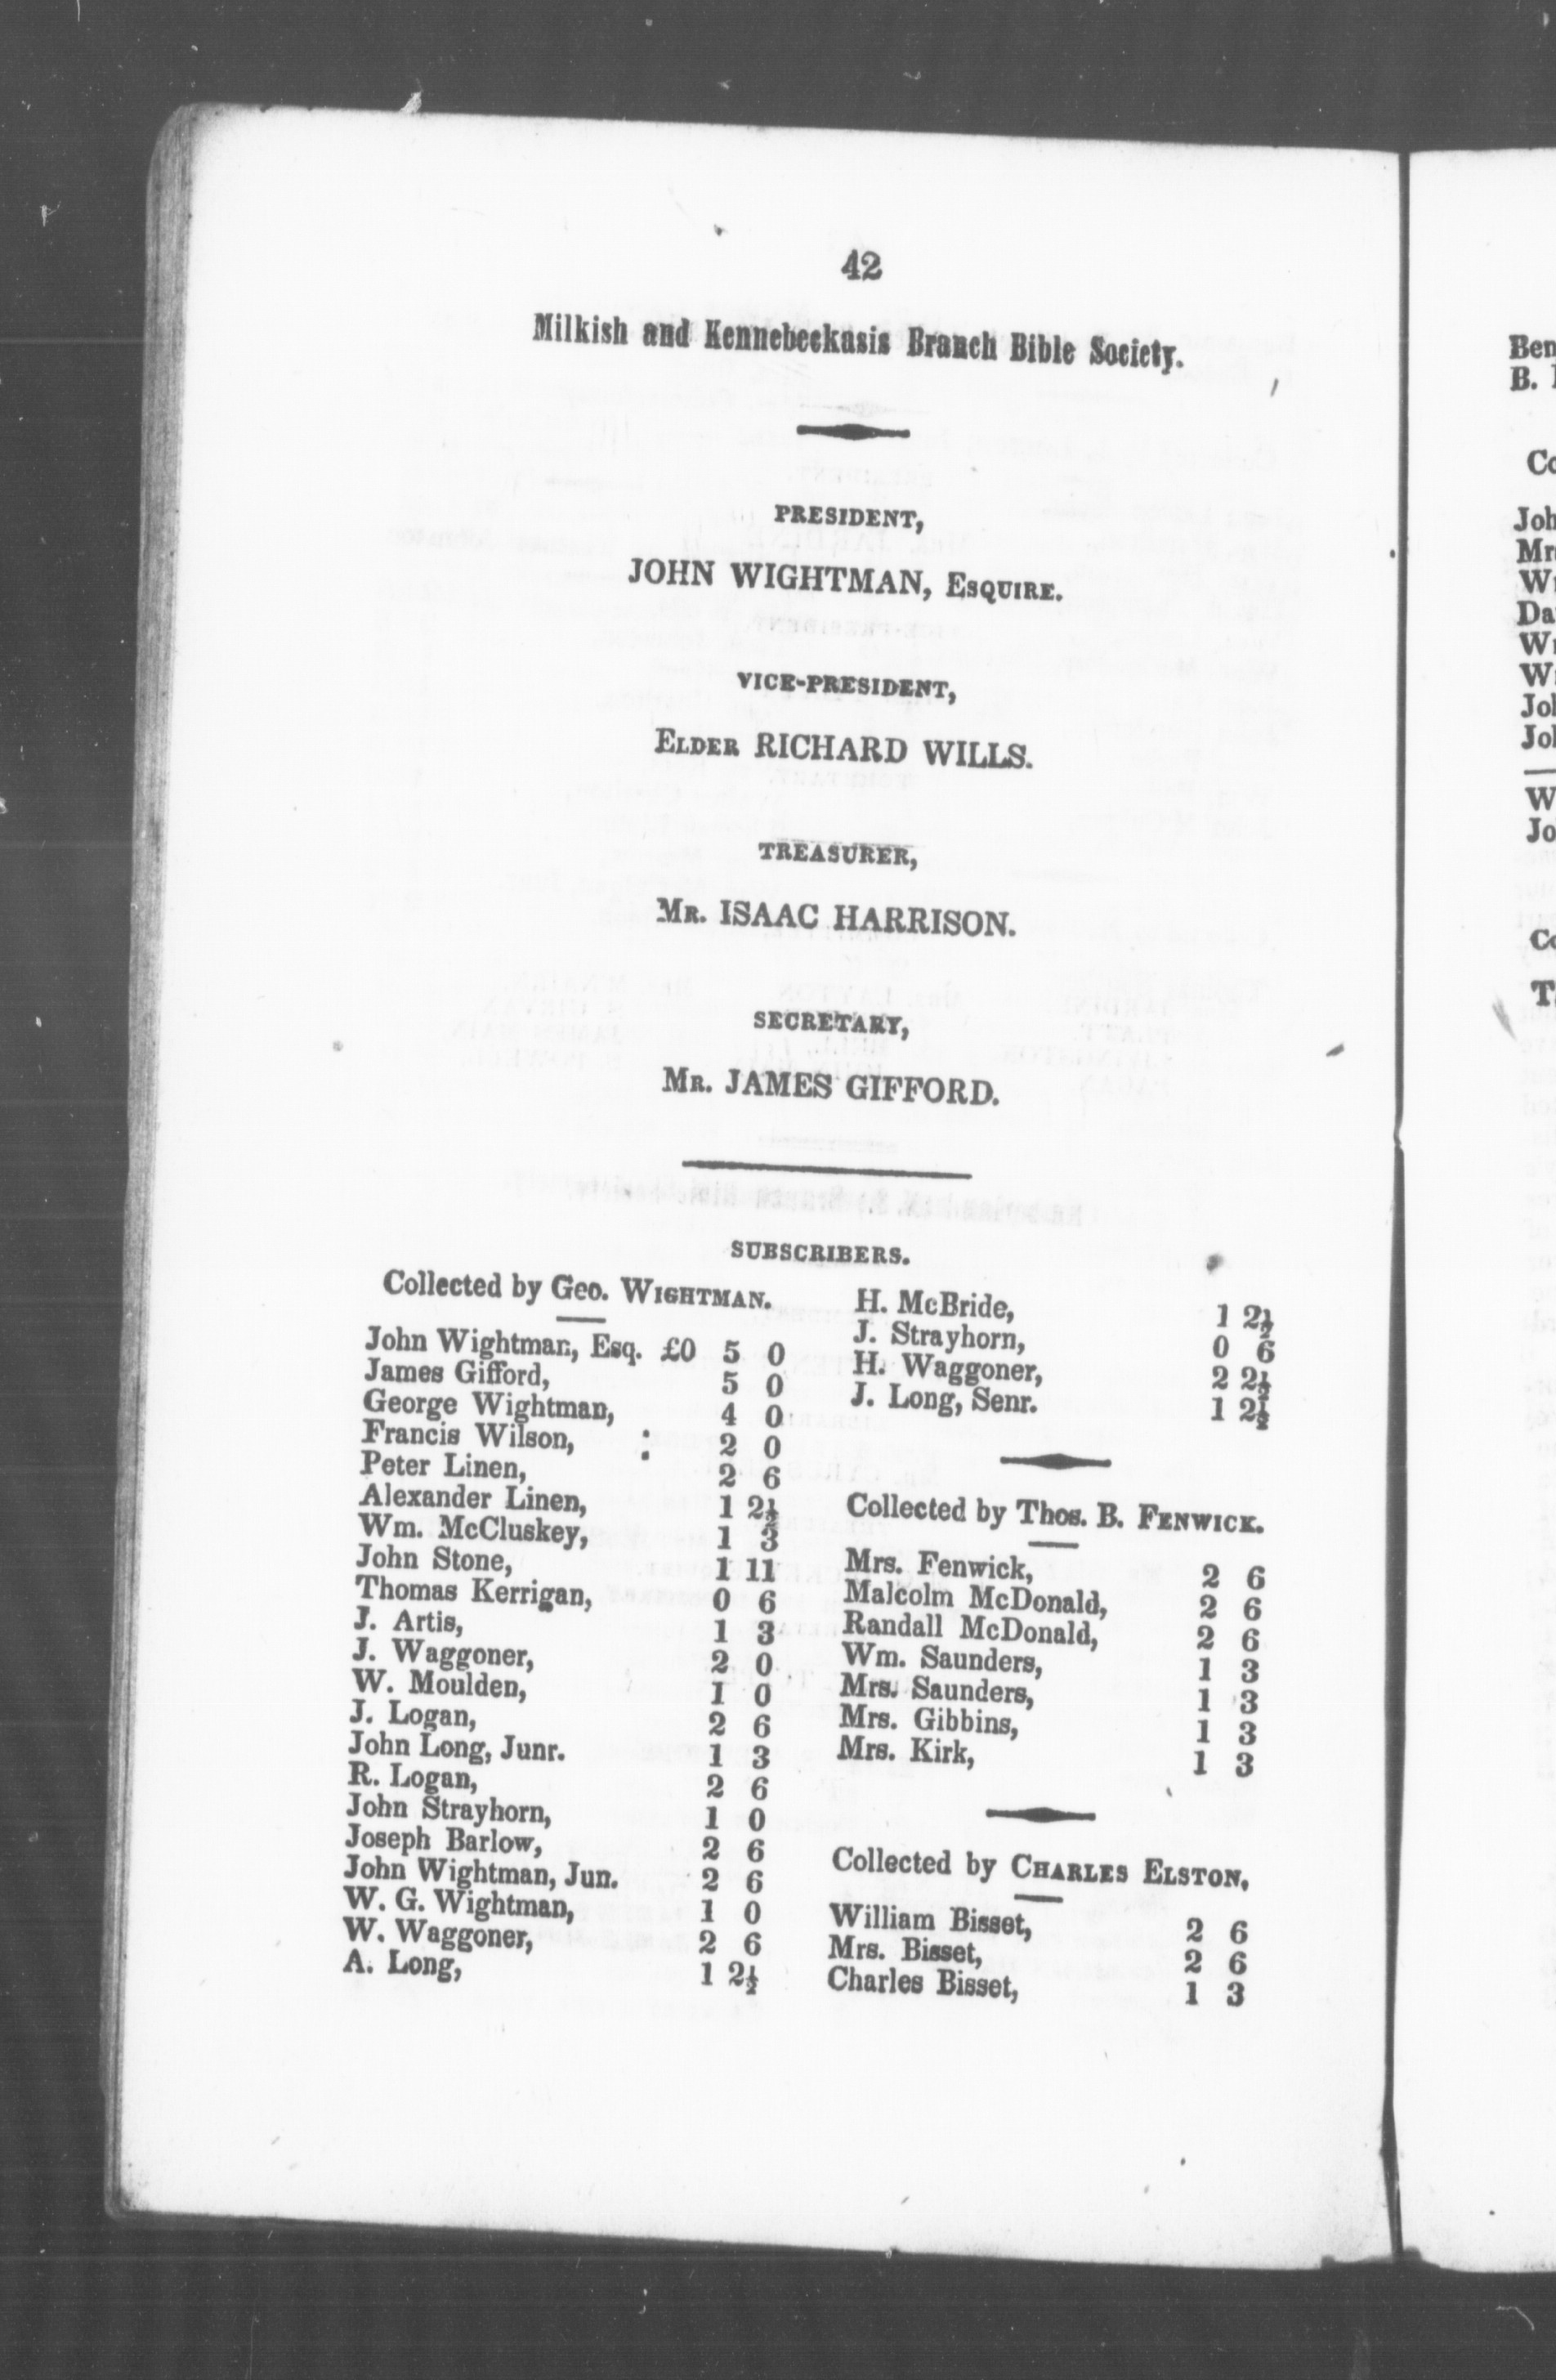 42
Milkish and Kennebeckasis Branch Bible Society.
PRESIDENT,
JOHN WIGHTMAN, ESQUIRE.
VICE-PRESIDENT,
ELDER RICHARD WILLS.
TREASURER,
MR. ISAAC HARRISON.
SECRETARY,
MR. JAMES GIFFORD.
SUBSCRIBERS.
Collected by Geo. WIGHTMAN.
John Wightman, Esq. £0 5 0
James Gifford, 5 0
George Wightman, 4 0
Francis Wilson, 2 0
Peter Linen, 2 6
Alexander Linen, 1 2½
Wm. McCluskey, 1 3
John Stone, 1 11
Thomas Kerrigan, 0 6
J. Artis, 1 3
J. Waggoner, 2 0
W. Moulden, 1 0
J. Logan, 2 6
John Long, Junr. 1 3
R. Logan, 2 6
John Strayhorn, 1 0
Joseph Barlow, 2 6
John Wightman, Jun. 2 6
W. G. Wightman, 1 0
W. Waggoner, 2 6
A. Long, 1 2½
H. McBride, 1 2½
J. Strayhorn, 0 6
H. Waggoner, 2 2½
J. Long, Senr. 1 2½
Collected by Thos. B. FENWICK.
Mrs. Fenwick, 2 6
Malcolm McDonald, 2 6
Randall McDonald, 2 6
Wm. Saunders, 1 3
Mrs. Saunders, 1 3
Mrs. Gibbins, 1 3
Mrs. Kirk, 1 3
Collected by CHARLES ELSTON,
William Bisset, 2 6
Mrs. Bisset, 2 6
Charles Bisset, 1 3
Ben
B.
Co
Joh
Mr
W
Da
W
W
Jo
Jo
W
Jo
Co
T